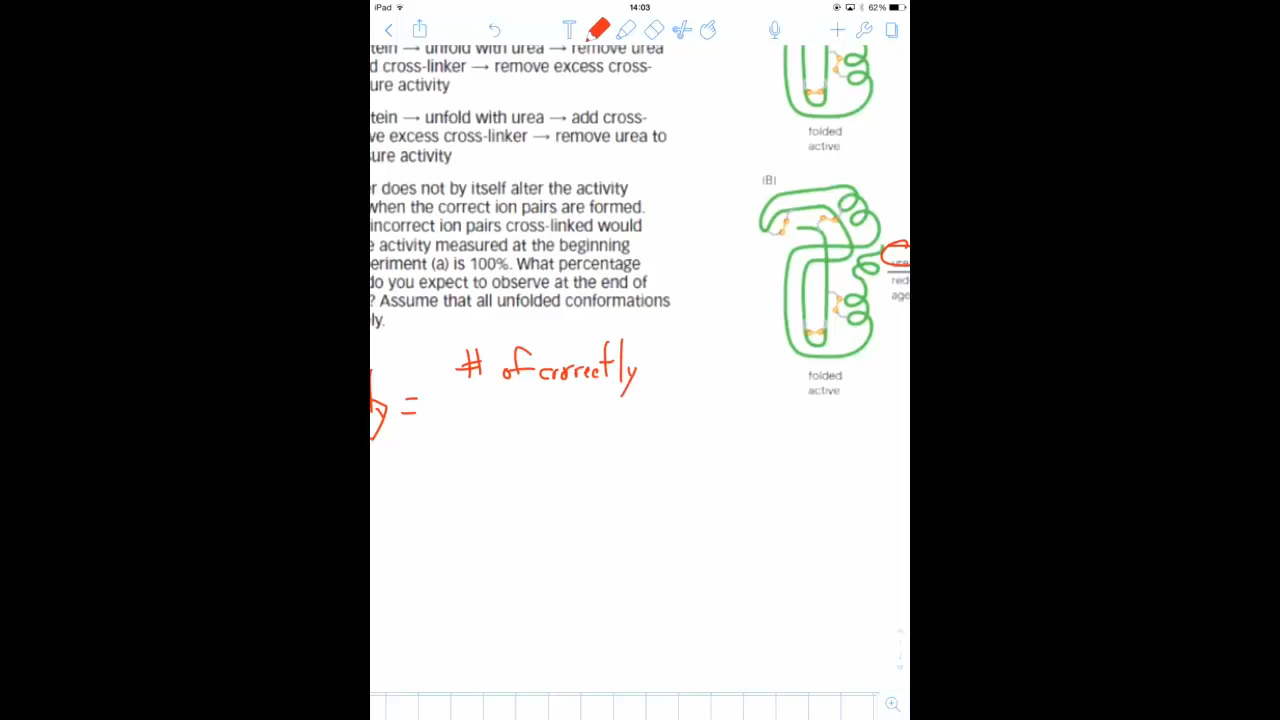 iPad 14:03 62%
tein → unfold with urea → remove urea
d cross-linker → remove excess cross-
ure activity
tein → unfold with urea → add cross-
ve excess cross-linker → remove urea to
sure activity
r does not by itself alter the activity
when the correct ion pairs are formed.
incorrect ion pairs cross-linked would
e activity measured at the beginning
eriment (a) is 100%. What percentage
do you expect to observe at the end of
? Assume that all unfolded conformations
ly.
# of correctly
=
folded
active
(B)
red
age
folded
active